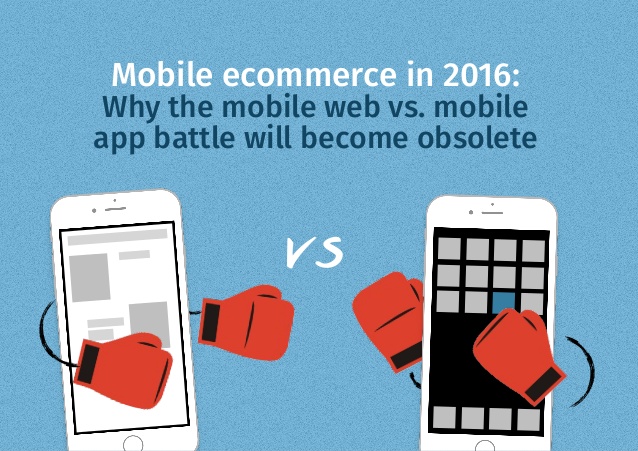 Mobile ecommerce in 2016:
Why the mobile web vs. mobile
app battle will become obsolete
vs